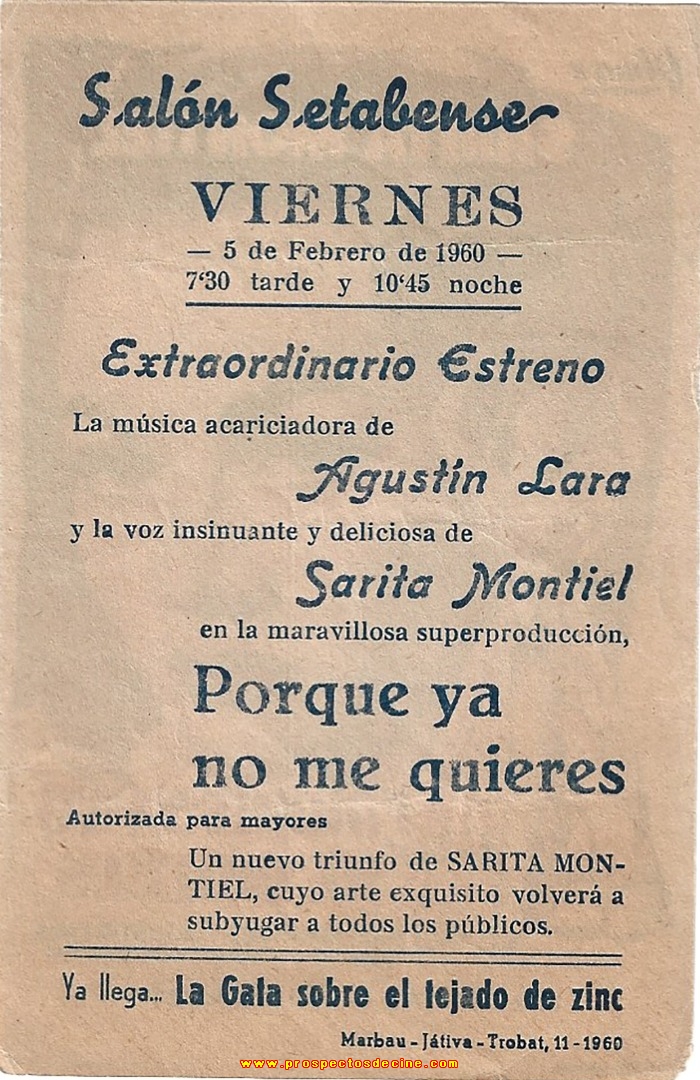 Salón Setabense
VIERNES
— 5 de Febrero de 1960 —
7‘30 tarde y 10‘45 noche
Extraordinario Estreno
La música acariciadora de
Agustín Lara
y la voz insinuante y deliciosa de
Sarita Montiel
en la maravillosa superproducción,
Porque ya
no me quieres
Autorizada para mayores
Un nuevo triunfo de SARITA MON-
TIEL, cuyo arte exquisito volverá a
subyugar a todos los públicos.
Ya llega... La Gata sobre el tejado de zinc
Marbau - Játiva - Trobat, 11 - 1960
www.prospectosdecine.com